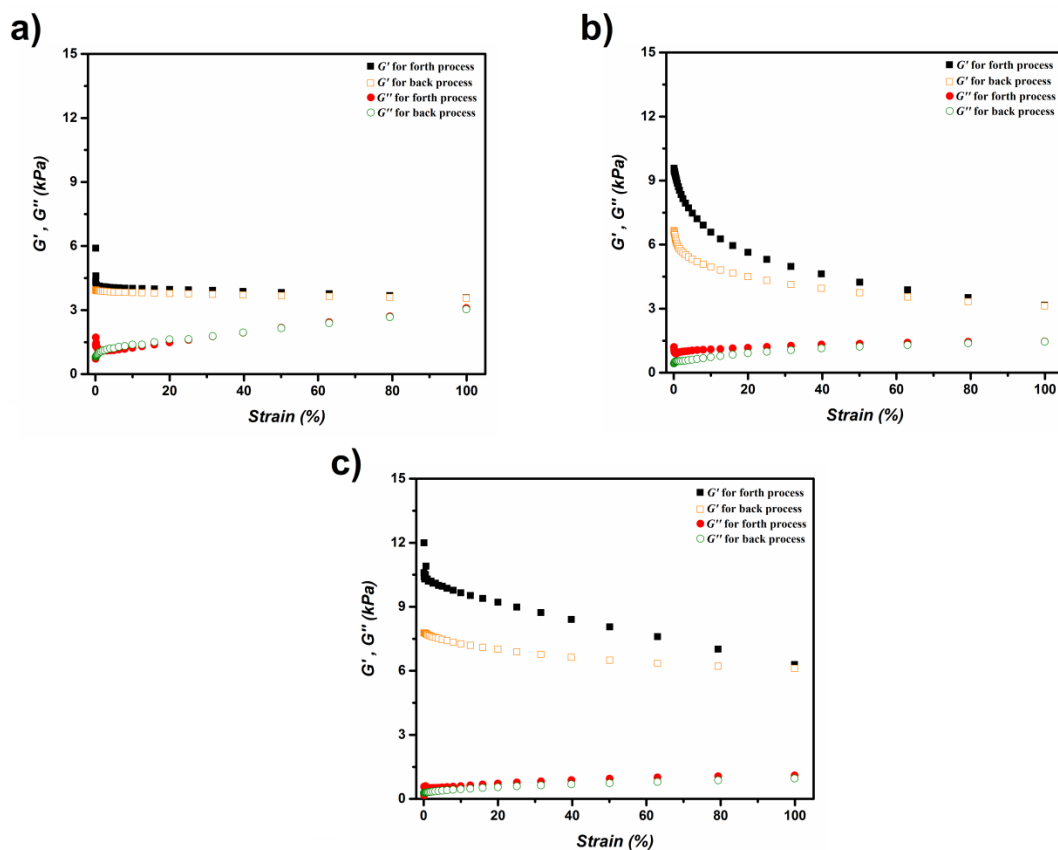 a)
15
12
9
6
3
0
G' , G'' (kPa)
G' for forth process
G' for back process
G'' for forth process
G'' for back process
0 20 40 60 80 100
Strain (%)
b)
15
12
9
6
3
0
G' , G'' (kPa)
G' for forth process
G' for back process
G'' for forth process
G'' for back process
0 20 40 60 80 100
Strain (%)
c)
15
12
9
6
3
0
G' , G'' (kPa)
G' for forth process
G' for back process
G'' for forth process
G'' for back process
0 20 40 60 80 100
Strain (%)